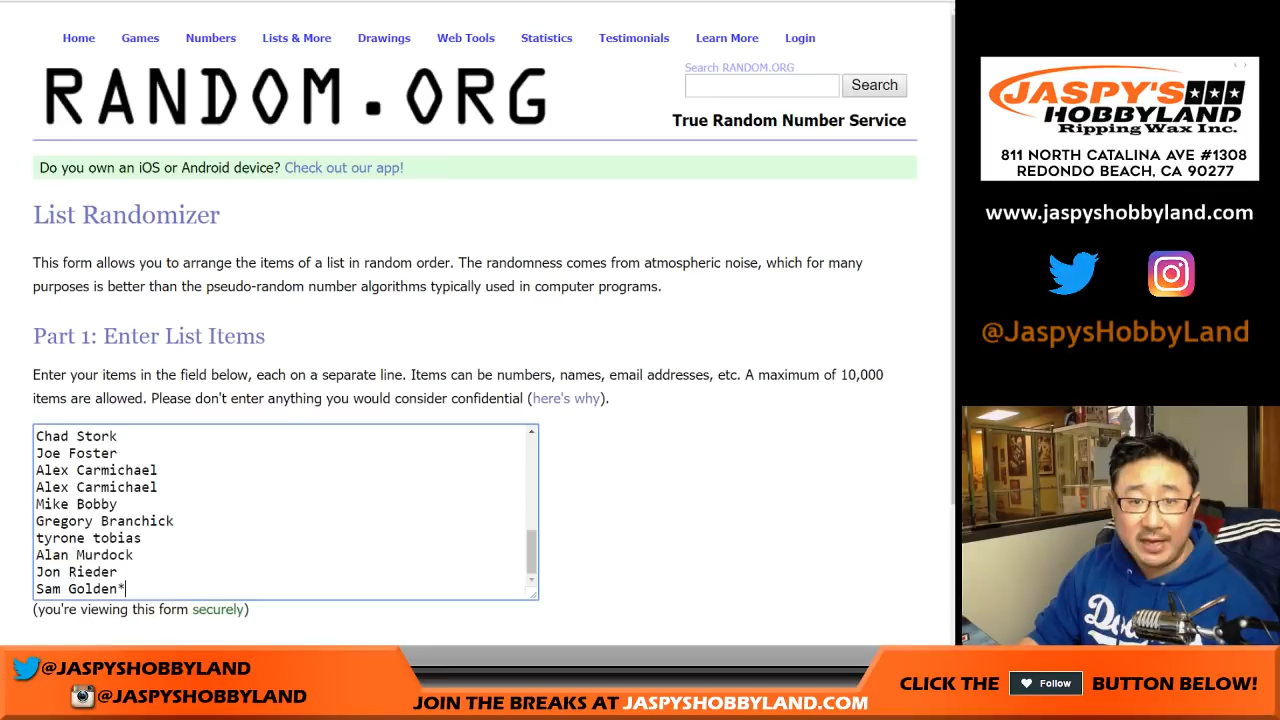 Home Games Numbers Lists & More Drawings Web Tools Statistics Testimonials Learn More Login
RANDOM.ORG
Search RANDOM.ORG
Search
True Random Number Service
Do you own an iOS or Android device? Check out our app!
List Randomizer
This form allows you to arrange the items of a list in random order. The randomness comes from atmospheric noise, which for many
purposes is better than the pseudo-random number algorithms typically used in computer programs.
Part 1: Enter List Items
Enter your items in the field below, each on a separate line. Items can be numbers, names, email addresses, etc. A maximum of 10,000
items are allowed. Please don't enter anything you would consider confidential (here's why).
Chad Stork
Joe Foster
Alex Carmichael
Alex Carmichael
Mike Bobby
Gregory Branchick
tyrone tobias
Alan Murdock
Jon Rieder
Sam Golden*
(you're viewing this form securely)
JASPY'S
HOBBYLAND
Ripping Wax Inc.
811 NORTH CATALINA AVE #1308
REDONDO BEACH, CA 90277
www.jaspyshobbyland.com
@JaspysHobbyLand
@JASPYSHOBBYLAND
@JASPYSHOBBYLAND
JOIN THE BREAKS AT JASPYSHOBBYLAND.COM
CLICK THE Follow BUTTON BELOW!